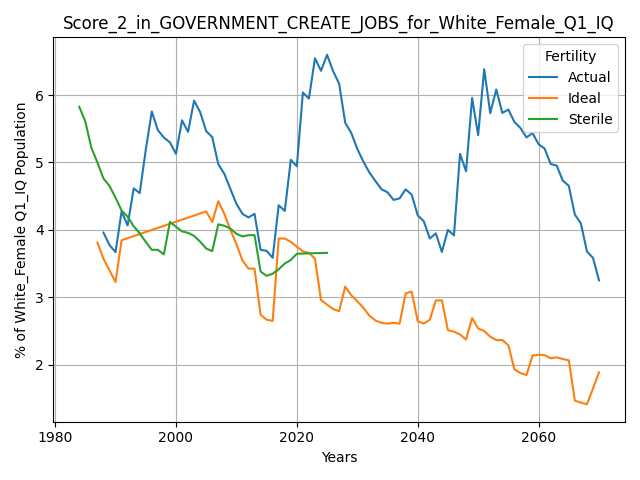 Score_2_in_GOVERNMENT_CREATE_JOBS_for_White_Female_Q1_IQ
% of White_Female Q1_IQ Population
6
5
4
3
2
Fertility
Actual
Ideal
Sterile
1980
2000
2020
2040
2060
Years